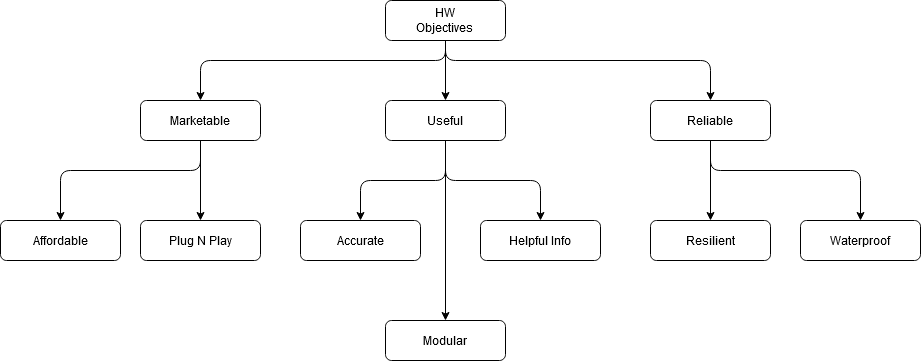 HW
Objectives
Marketable
Useful
Reliable
Affordable
Plug N Play
Accurate
Helpful Info
Resilient
Waterproof
Modular